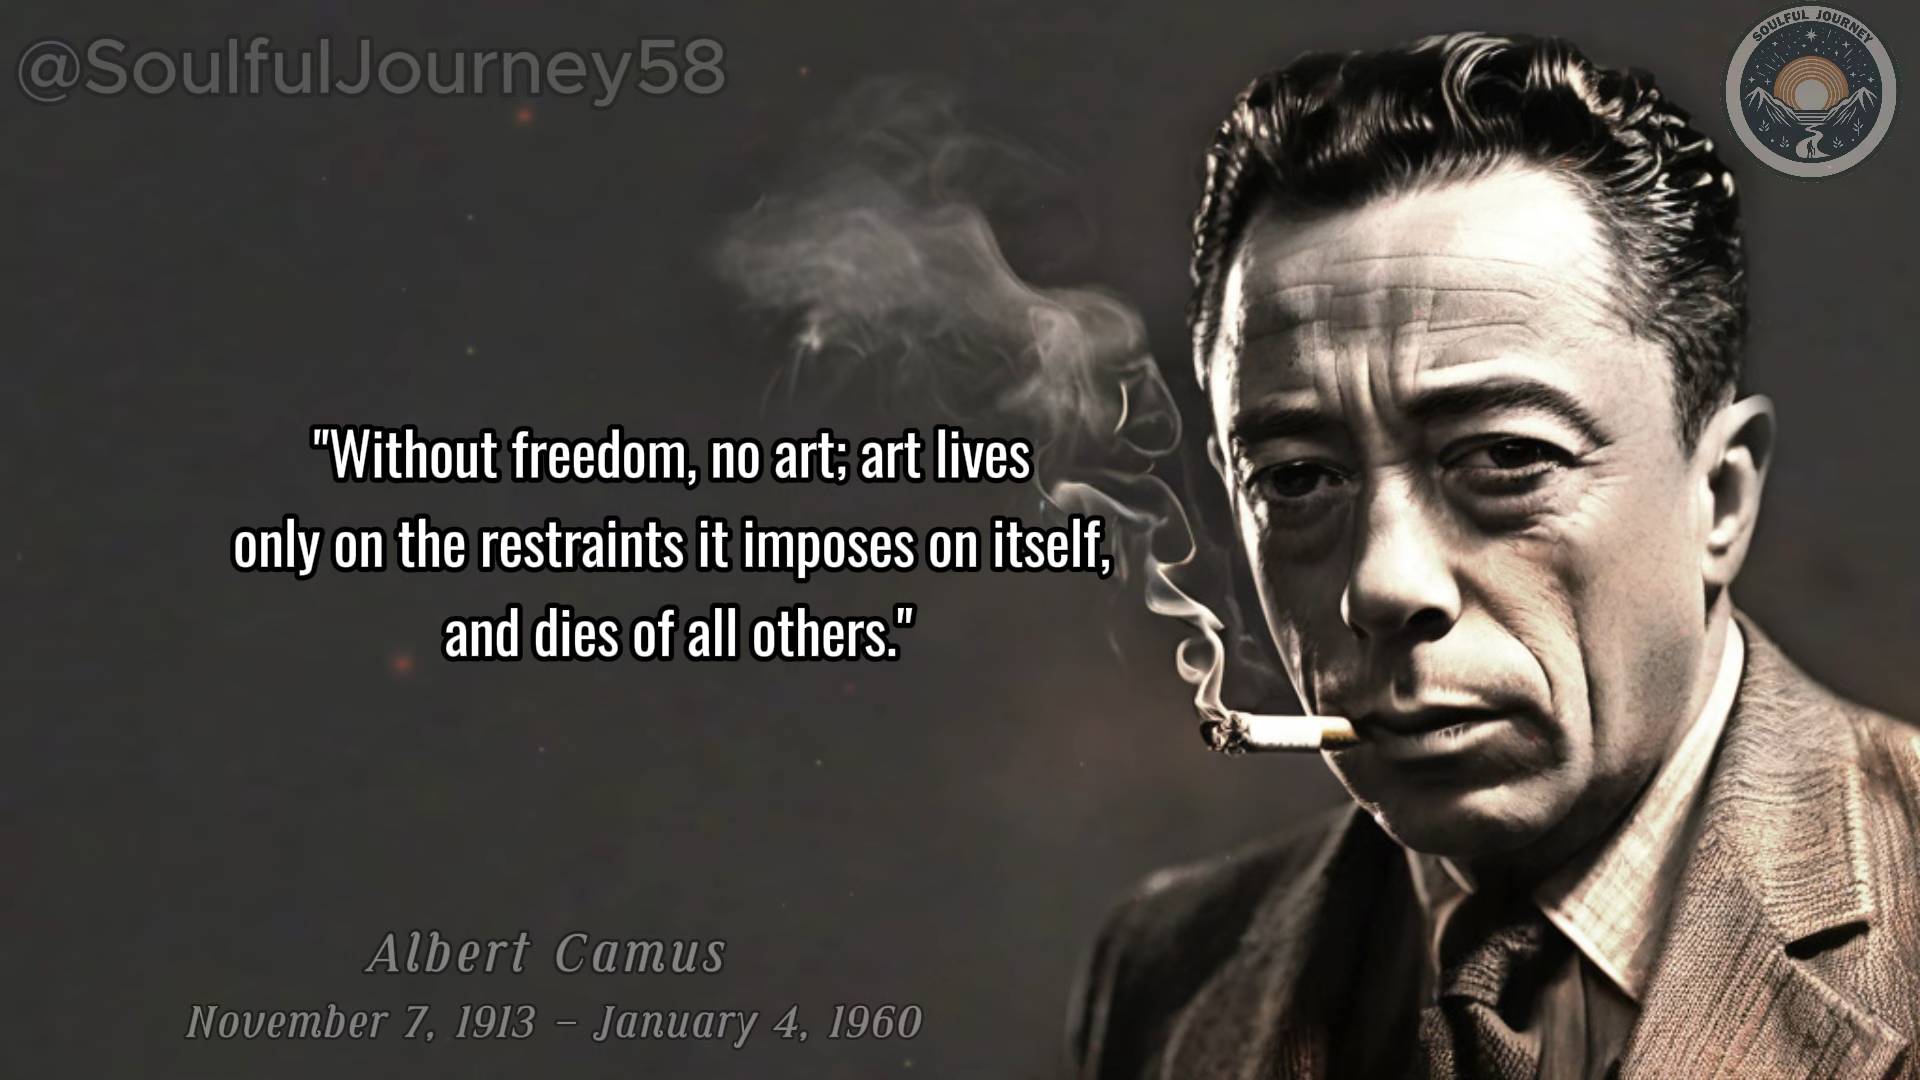 @SoulfulJourney58
SOULFUL JOURNEY
"Without freedom, no art; art lives
only on the restraints it imposes on itself,
and dies of all others."
Albert Camus
November 7, 1913 – January 4, 1960